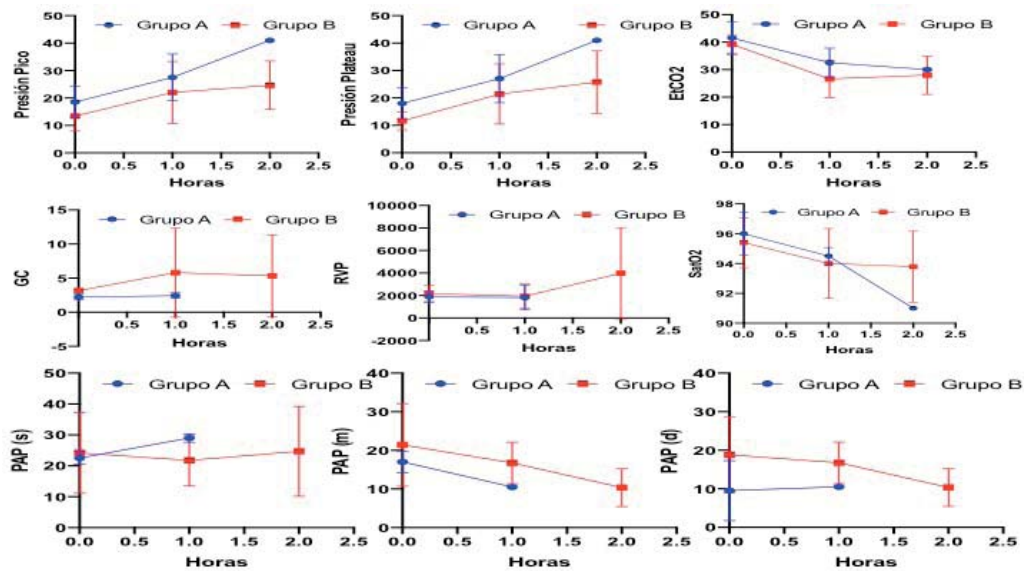 Grupo A Grupo B
Presión Pico
50
40
30
20
10
0
0.0 0.5 1.0 1.5 2.0 2.5
Horas
Grupo A Grupo B
Presión Plateau
50
40
30
20
10
0
0.0 0.5 1.0 1.5 2.0 2.5
Horas
Grupo A Grupo B
EtCO2
50
40
30
20
10
0
0.0 0.5 1.0 1.5 2.0 2.5
Horas
Grupo A Grupo B
GC
15
10
5
0
-5
0.5 1.0 1.5 2.0 2.5
Horas
Grupo A Grupo B
RVP
10000
8000
6000
4000
2000
0
-2000
0.5 1.0 1.5 2.0 2.5
Horas
Grupo A Grupo B
SatO2
98
96
94
92
90
0.0 0.5 1.0 1.5 2.0 2.5
Horas
Grupo A Grupo B
PAP (s)
50
40
30
20
10
0
0.0 0.5 1.0 1.5 2.0 2.5
Horas
Grupo A Grupo B
PAP (m)
40
30
20
10
0
0.0 0.5 1.0 1.5 2.0 2.5
Horas
Grupo A Grupo B
PAP (d)
40
30
20
10
0
0.0 0.5 1.0 1.5 2.0 2.5
Horas